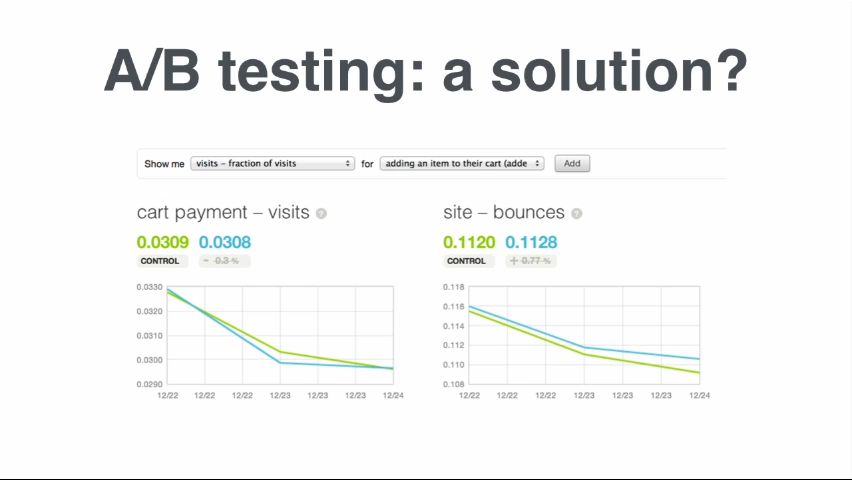 A/B testing: a solution?
Show me visits – fraction of visits for adding an item to their cart (adde Add
cart payment – visits ?
0.0309 0.0308
CONTROL – 0.3 %
0.0330
0.0320
0.0310
0.0300
0.0290
12/22 12/22 12/22 12/23 12/23 12/23 12/24
site – bounces ?
0.1120 0.1128
CONTROL + 0.77 %
0.118
0.116
0.114
0.112
0.110
0.108
12/22 12/22 12/22 12/23 12/23 12/23 12/24